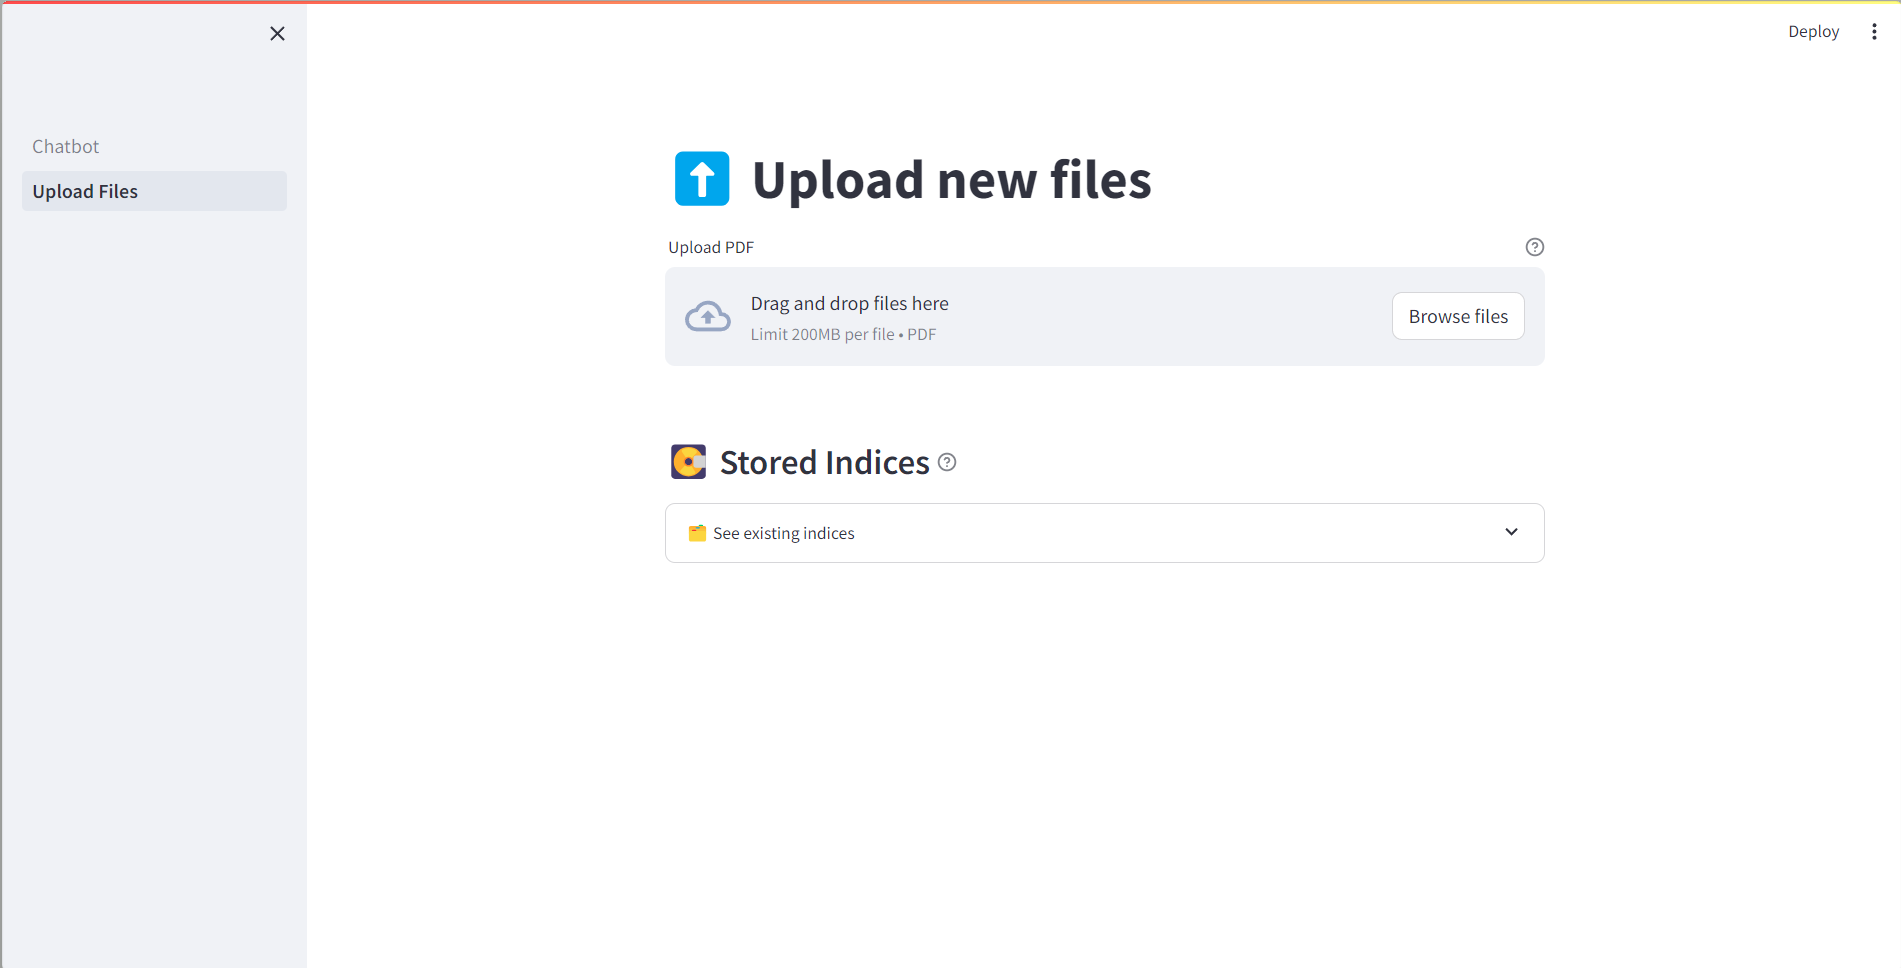 Deploy
Chatbot
Upload Files
Upload new files
Upload PDF
Drag and drop files here
Limit 200MB per file • PDF
Browse files
Stored Indices
See existing indices